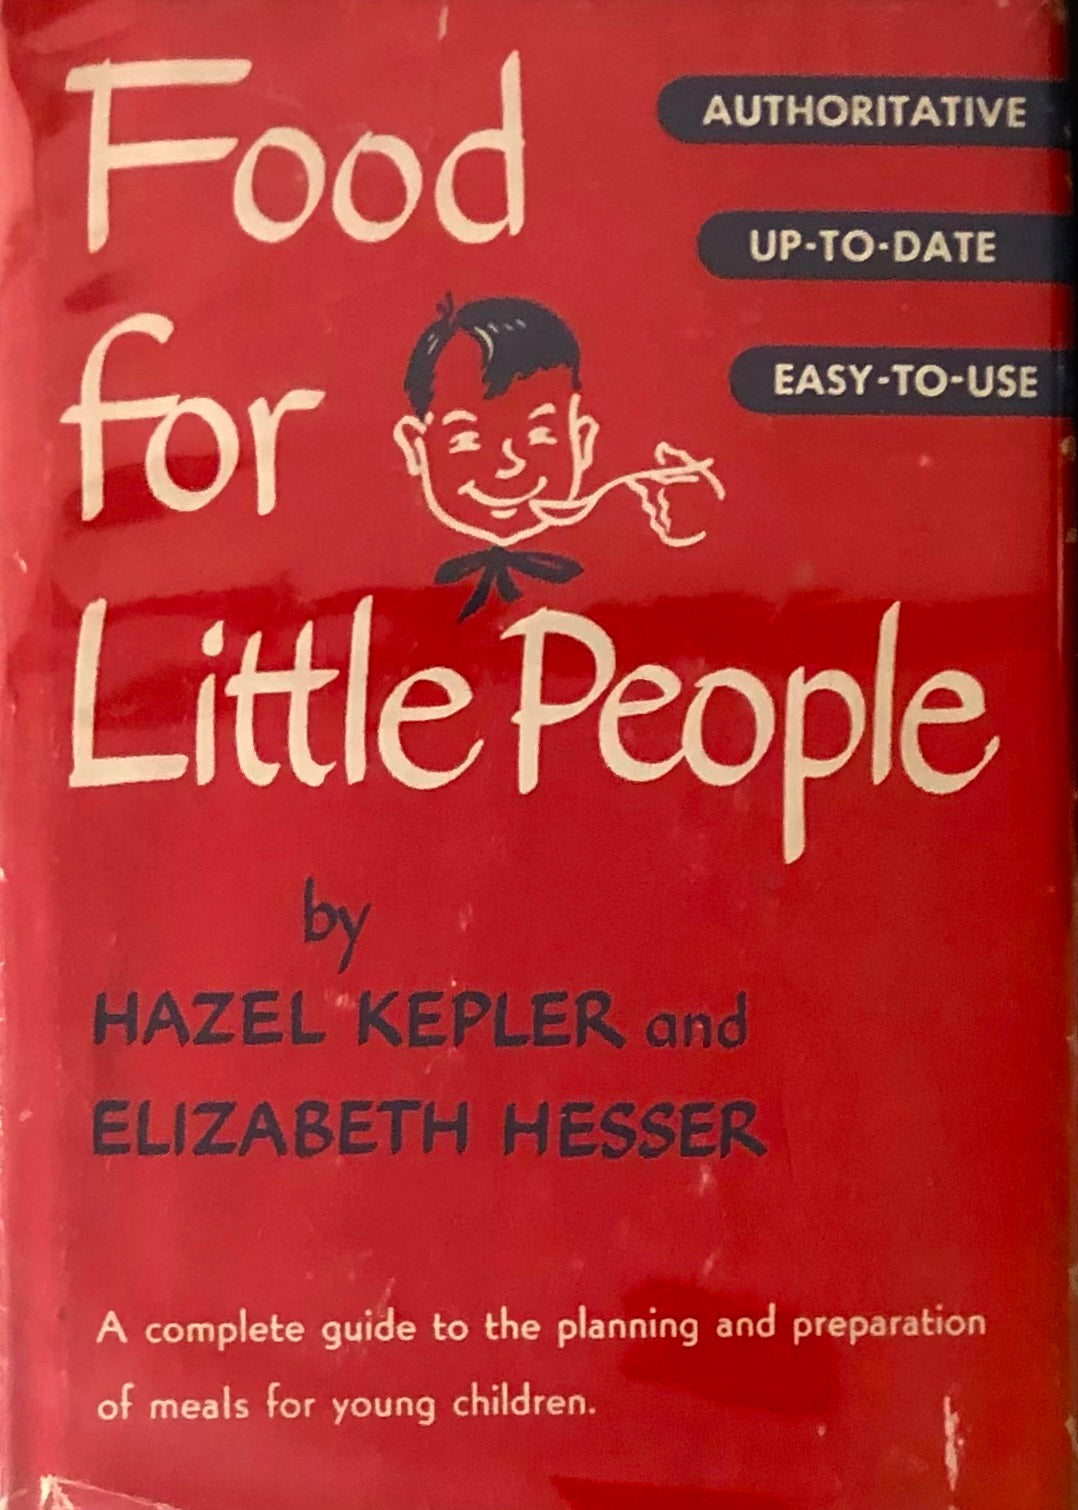 Food
for
Little People
AUTHORITATIVE
UP-TO-DATE
EASY-TO-USE
by
HAZEL KEPLER and
ELIZABETH HESSER
A complete guide to the planning and preparation
of meals for young children.